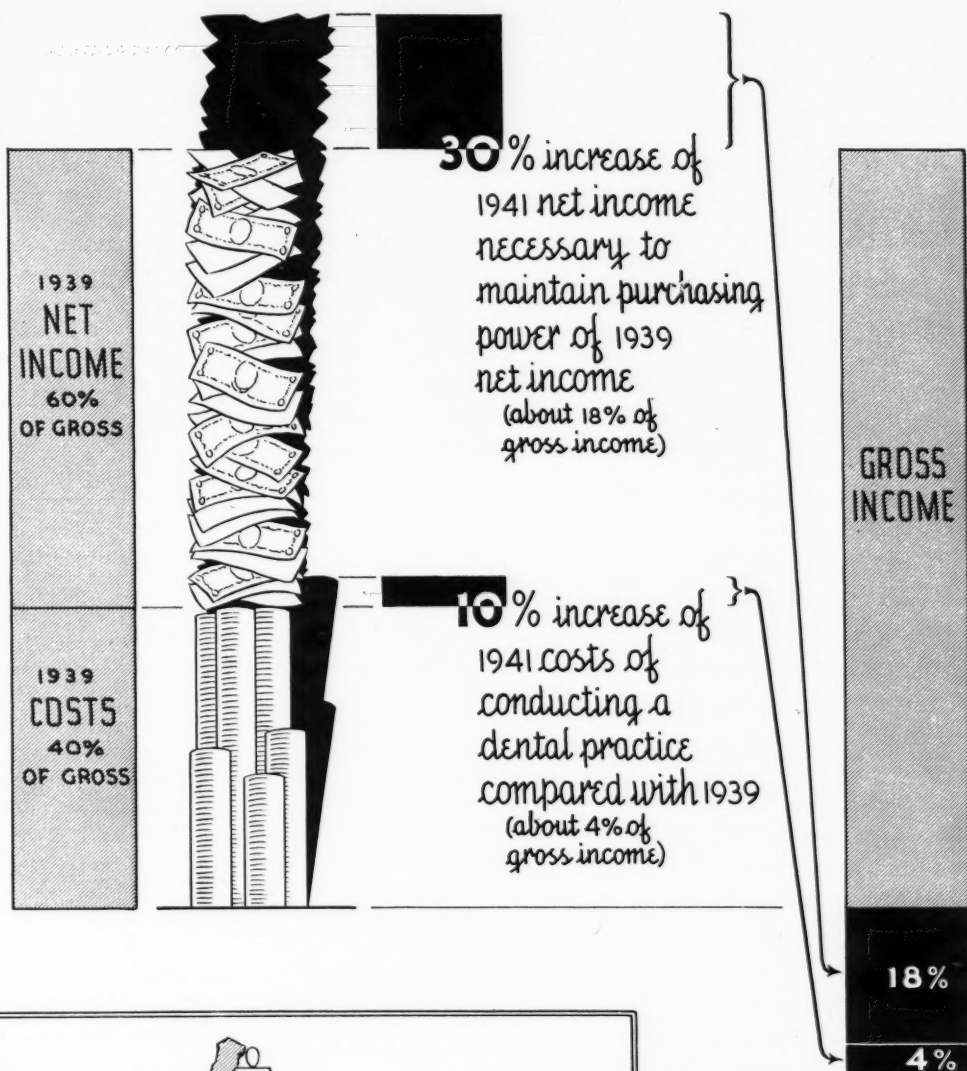 1939
NET
INCOME
60%
OF GROSS
1939
COSTS
40%
OF GROSS
30% increase of
1941 net income
necessary to
maintain purchasing
power of 1939
net income
(about 18% of
gross income)
10% increase of
1941 costs of
conducting a
dental practice
compared with 1939
(about 4% of
gross income)
GROSS
INCOME
18%
4%